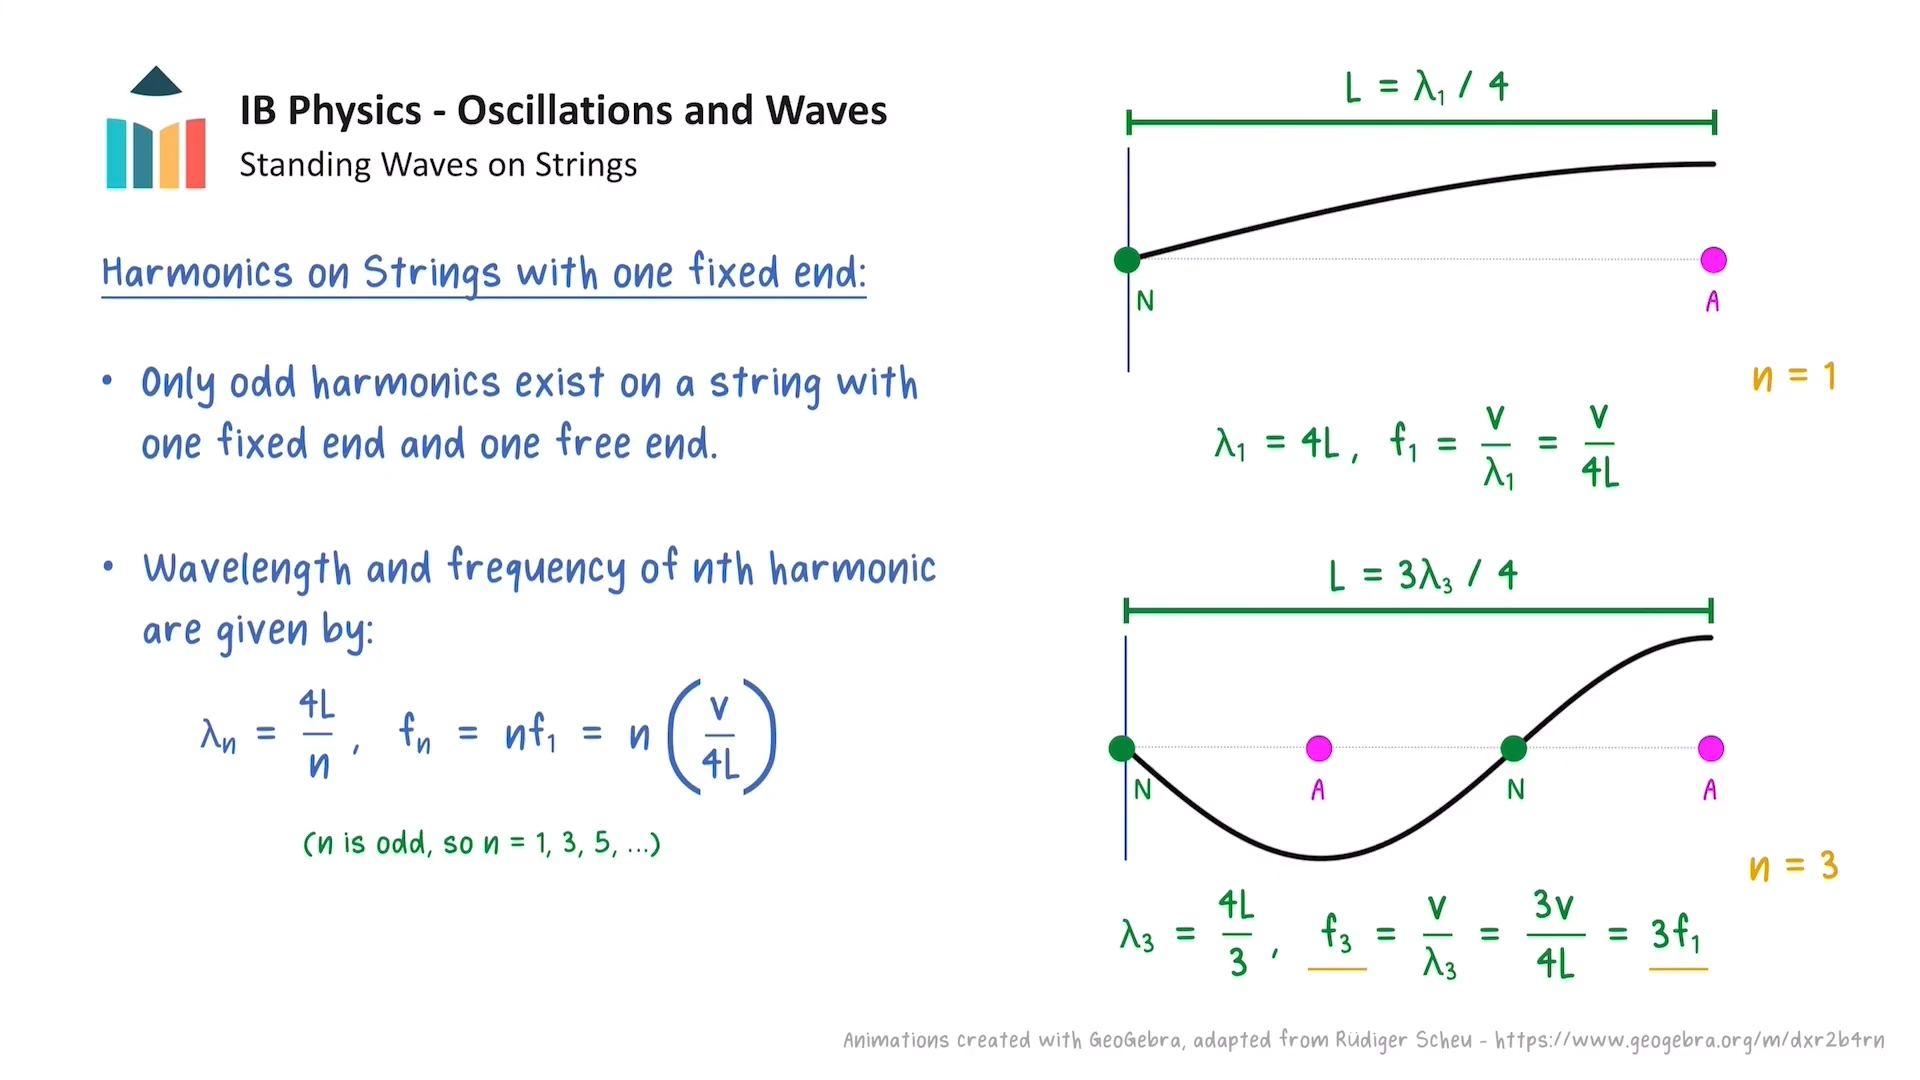 IB Physics - Oscillations and Waves
Standing Waves on Strings
Harmonics on Strings with one fixed end:
• Only odd harmonics exist on a string with
one fixed end and one free end.
• Wavelength and frequency of nth harmonic
are given by:
λₙ = 4L/n, fₙ = nf₁ = n(v/4L)
(n is odd, so n = 1, 3, 5, ...)
L = λ₁ / 4
N A
n = 1
λ₁ = 4L, f₁ = v/λ₁ = v/4L
L = 3λ₃ / 4
N A N A
n = 3
λ₃ = 4L/3, f₃ = v/λ₃ = 3v/4L = 3f₁
Animations created with GeoGebra, adapted from Rüdiger Scheu - https://www.geogebra.org/m/dxr2b4rn